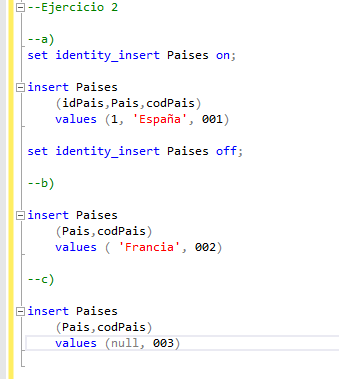 --Ejercicio 2
--a)
set identity_insert Paises on;
insert Paises
(idPais,Pais,codPais)
values (1, 'España', 001)
set identity_insert Paises off;
--b)
insert Paises
(Pais,codPais)
values ( 'Francia', 002)
--c)
insert Paises
(Pais,codPais)
values (null, 003)